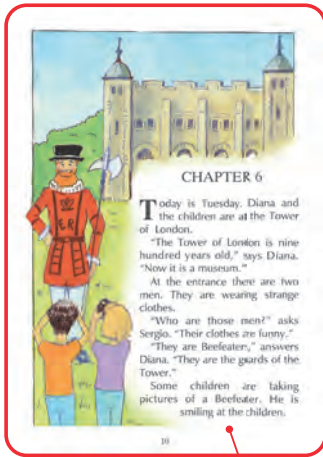 CHAPTER 6
Today is Tuesday. Diana and
the children are at the Tower
of London.
"The Tower of London is nine
hundred years old," says Diana.
"Now it is a museum."
At the entrance there are two
men. They are wearing strange
clothes.
"Who are those men?" asks
Sergio. "Their clothes are funny."
"They are Beefeaters," answers
Diana. "They are the guards of the
Tower."
Some children are taking
pictures of a Beefeater. He is
smiling at the children.
ER
10